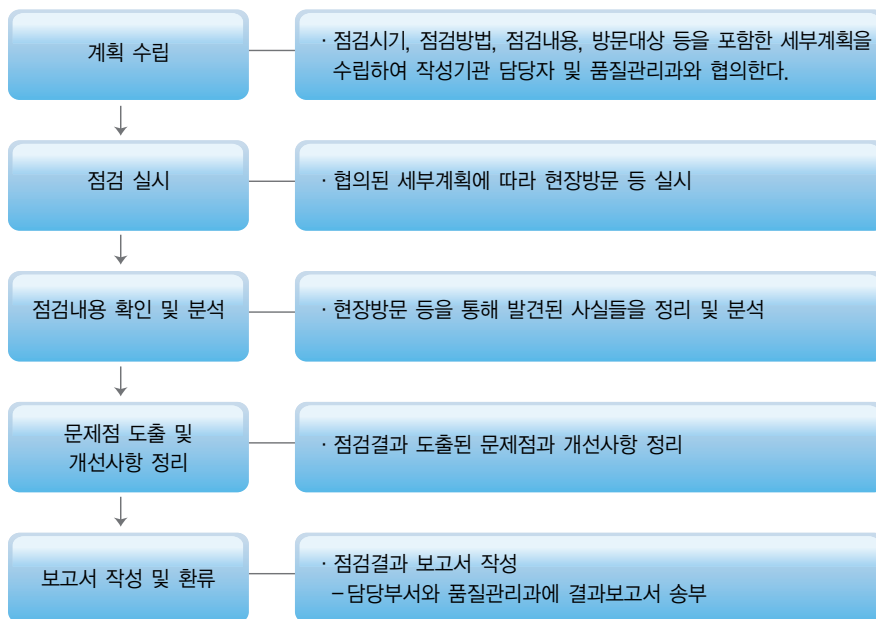 계획 수립
· 점검시기, 점검방법, 점검내용, 방문대상 등을 포함한 세부계획을
수립하여 작성기관 담당자 및 품질관리과와 협의한다.
점검 실시
· 협의된 세부계획에 따라 현장방문 등 실시
점검내용 확인 및 분석
· 현장방문 등을 통해 발견된 사실들을 정리 및 분석
문제점 도출 및
개선사항 정리
· 점검결과 도출된 문제점과 개선사항 정리
보고서 작성 및 환류
· 점검결과 보고서 작성
－담당부서와 품질관리과에 결과보고서 송부